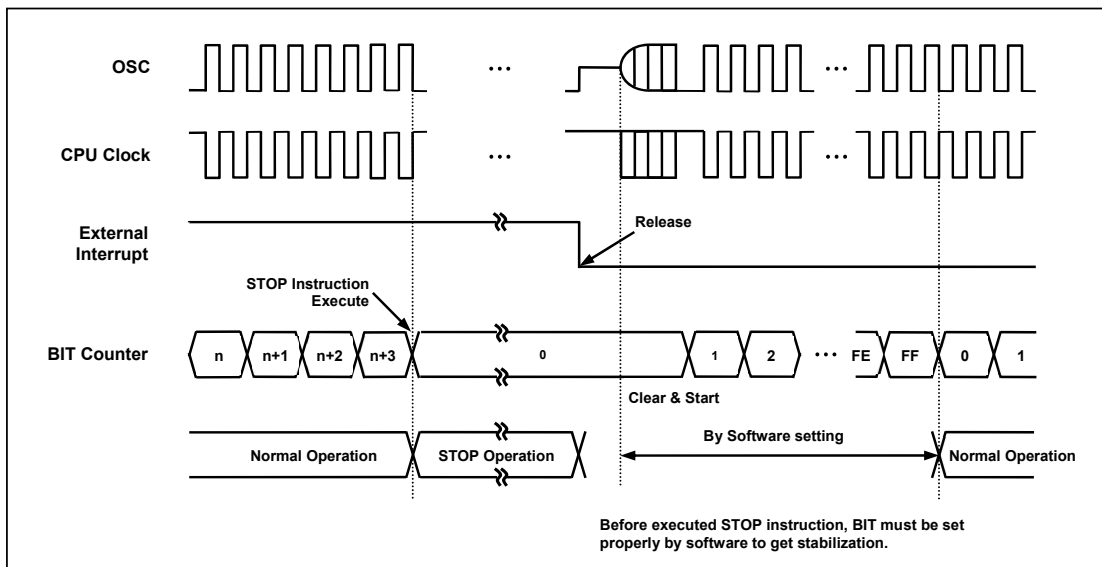 OSC
...
...
CPU Clock
...
...
External
Interrupt
Release
STOP Instruction
Execute
BIT Counter
n
n+1
n+2
n+3
0
1
2
...
FE
FF
0
1
Clear & Start
Normal Operation
STOP Operation
By Software setting
Normal Operation
Before executed STOP instruction, BIT must be set
properly by software to get stabilization.